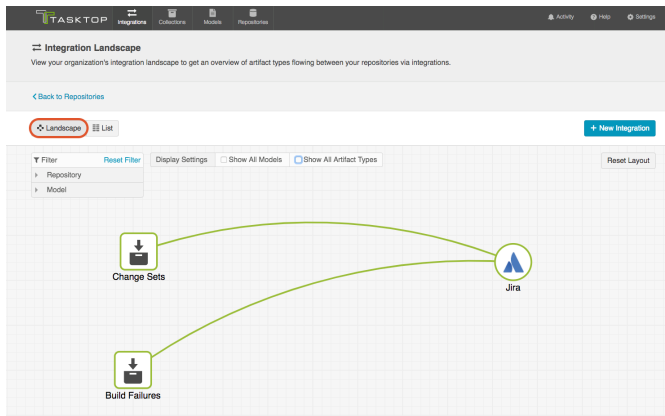 TASKTOP
Integrations
Collections
Models
Repositories
Activity
Help
Settings
Integration Landscape
View your organization's integration landscape to get an overview of artifact types flowing between your repositories via integrations.
Back to Repositories
Landscape
List
+ New Integration
Filter
Reset Filter
Display Settings
Show All Models
Show All Artifact Types
Reset Layout
Repository
Model
Change Sets
Jira
Build Failures